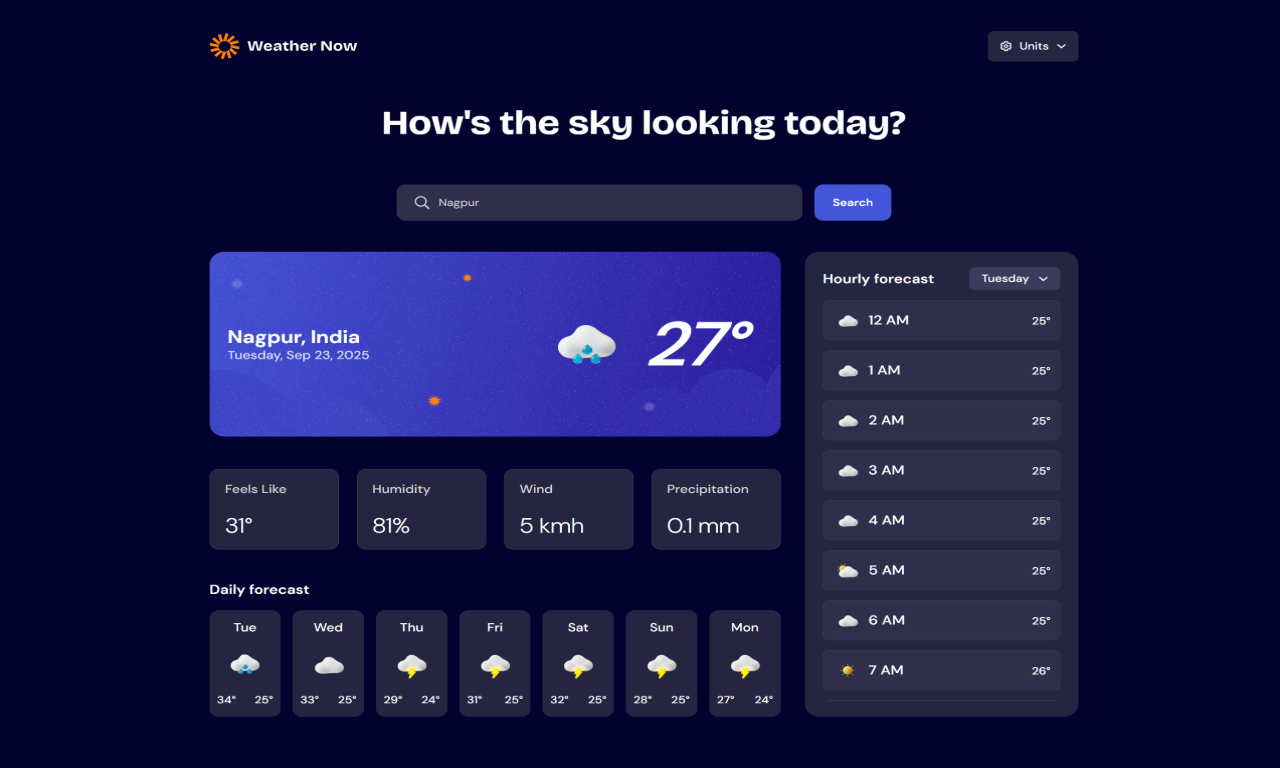 Weather Now
Units
How's the sky looking today?
Nagpur
Search
Nagpur, India
Tuesday, Sep 23, 2025
27°
Feels Like
31°
Humidity
81%
Wind
5 kmh
Precipitation
0.1 mm
Daily forecast
Tue
34° 25°
Wed
33° 25°
Thu
29° 24°
Fri
31° 25°
Sat
32° 25°
Sun
28° 25°
Mon
27° 24°
Hourly forecast
Tuesday
12 AM 25°
1 AM 25°
2 AM 25°
3 AM 25°
4 AM 25°
5 AM 25°
6 AM 25°
7 AM 26°